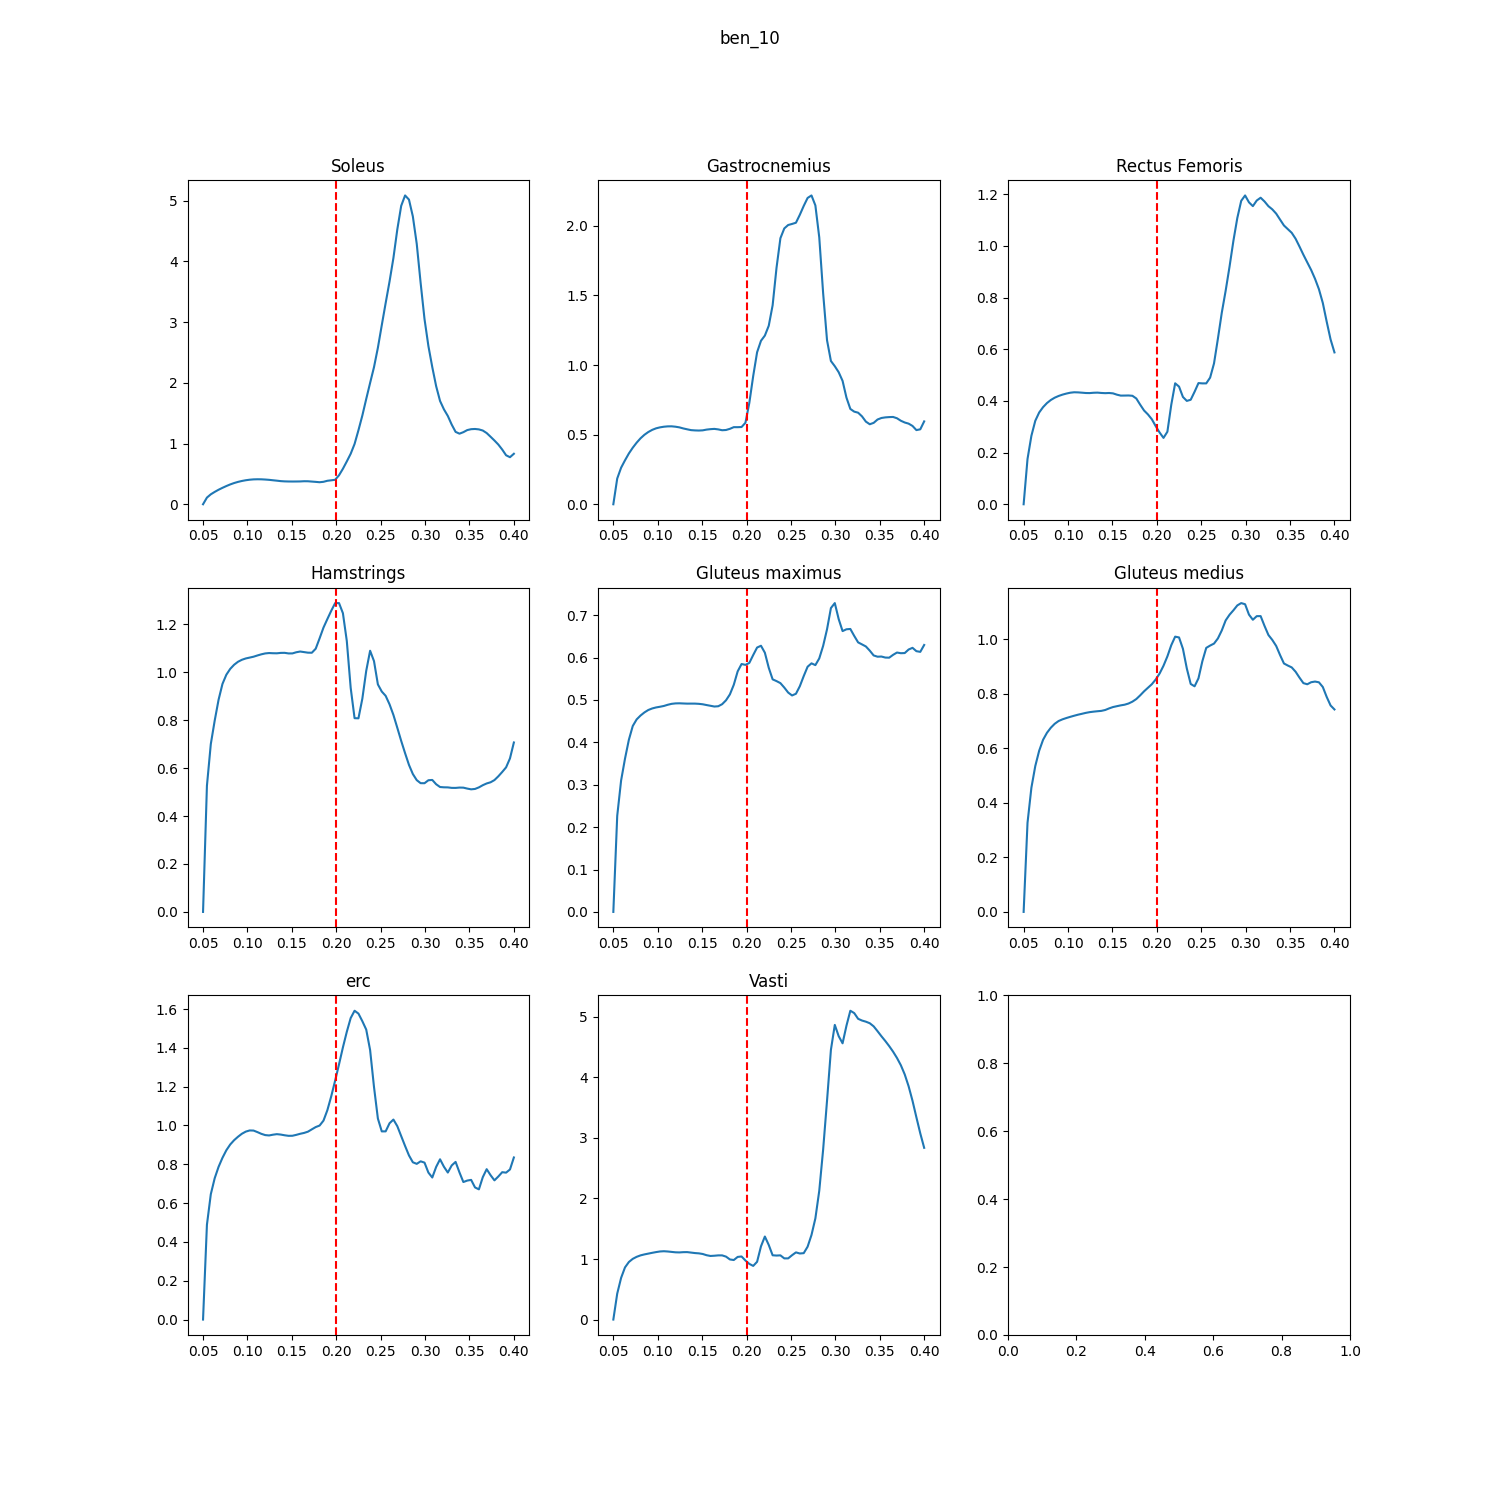 ben_10
Soleus Gastrocnemius Rectus Femoris
5 4 3 2 1 0
0.05 0.10 0.15 0.20 0.25 0.30 0.35 0.40
2.0 1.5 1.0 0.5 0.0
0.05 0.10 0.15 0.20 0.25 0.30 0.35 0.40
1.2 1.0 0.8 0.6 0.4 0.2 0.0
0.05 0.10 0.15 0.20 0.25 0.30 0.35 0.40
Hamstrings Gluteus maximus Gluteus medius
1.2 1.0 0.8 0.6 0.4 0.2 0.0
0.05 0.10 0.15 0.20 0.25 0.30 0.35 0.40
0.7 0.6 0.5 0.4 0.3 0.2 0.1 0.0
0.05 0.10 0.15 0.20 0.25 0.30 0.35 0.40
1.0 0.8 0.6 0.4 0.2 0.0
0.05 0.10 0.15 0.20 0.25 0.30 0.35 0.40
erc Vasti
1.6 1.4 1.2 1.0 0.8 0.6 0.4 0.2 0.0
0.05 0.10 0.15 0.20 0.25 0.30 0.35 0.40
5 4 3 2 1 0
0.05 0.10 0.15 0.20 0.25 0.30 0.35 0.40
1.0 0.8 0.6 0.4 0.2 0.0
0.0 0.2 0.4 0.6 0.8 1.0